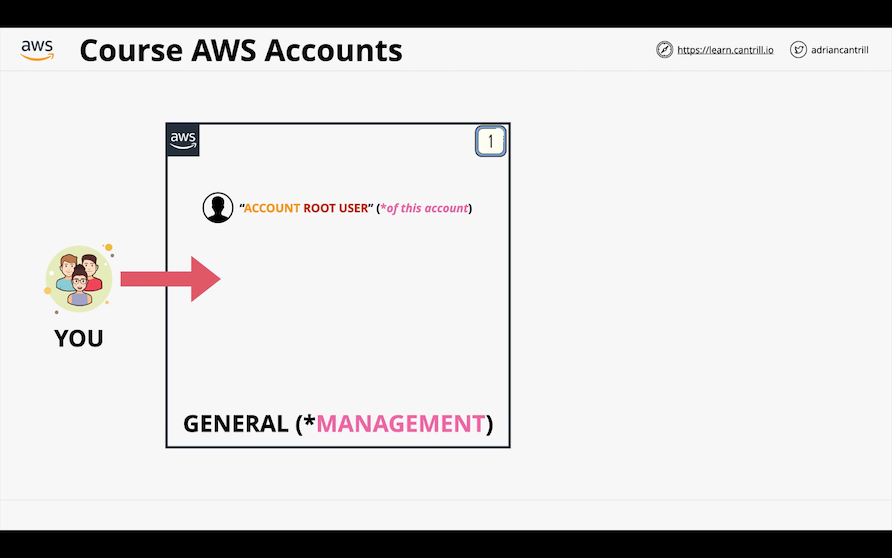 aws
Course AWS Accounts
https://learn.cantrill.io
adriancantrill
aws
1
“ACCOUNT ROOT USER” (*of this account)
YOU
GENERAL (*MANAGEMENT)